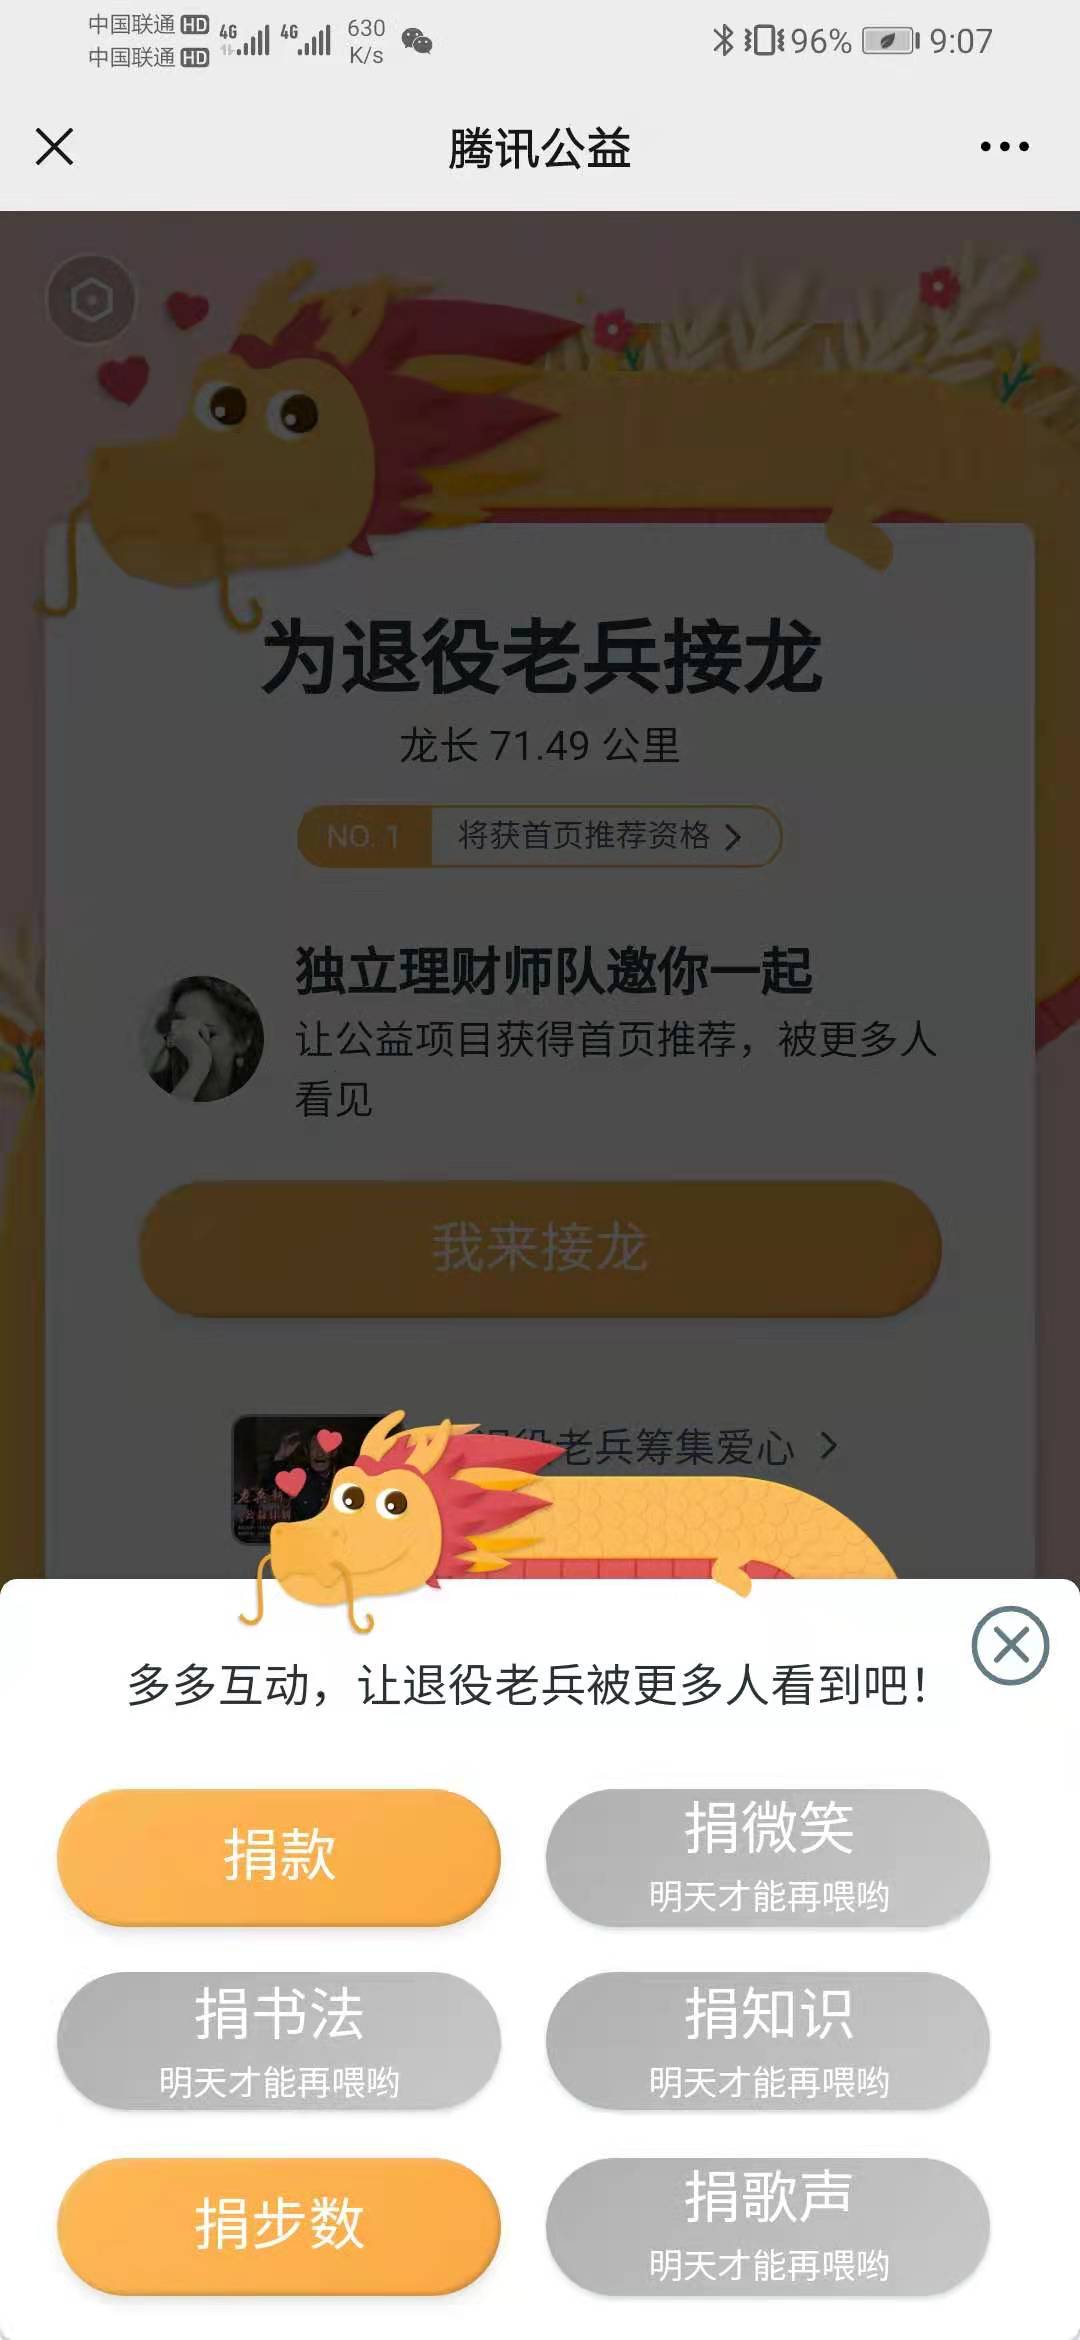 中国联通 HD 4G 4G 630 K/s 96% 9:07
中国联通 HD
腾讯公益
为退役老兵接龙
龙长 71.49 公里
NO. 1 将获首页推荐资格
独立理财师队邀你一起
让公益项目获得首页推荐，被更多人
看见
我来接龙
退役老兵筹集爱心
多多互动，让退役老兵被更多人看到吧！
捐款
捐微笑
明天才能再喂哟
捐书法
明天才能再喂哟
捐知识
明天才能再喂哟
捐步数
捐歌声
明天才能再喂哟